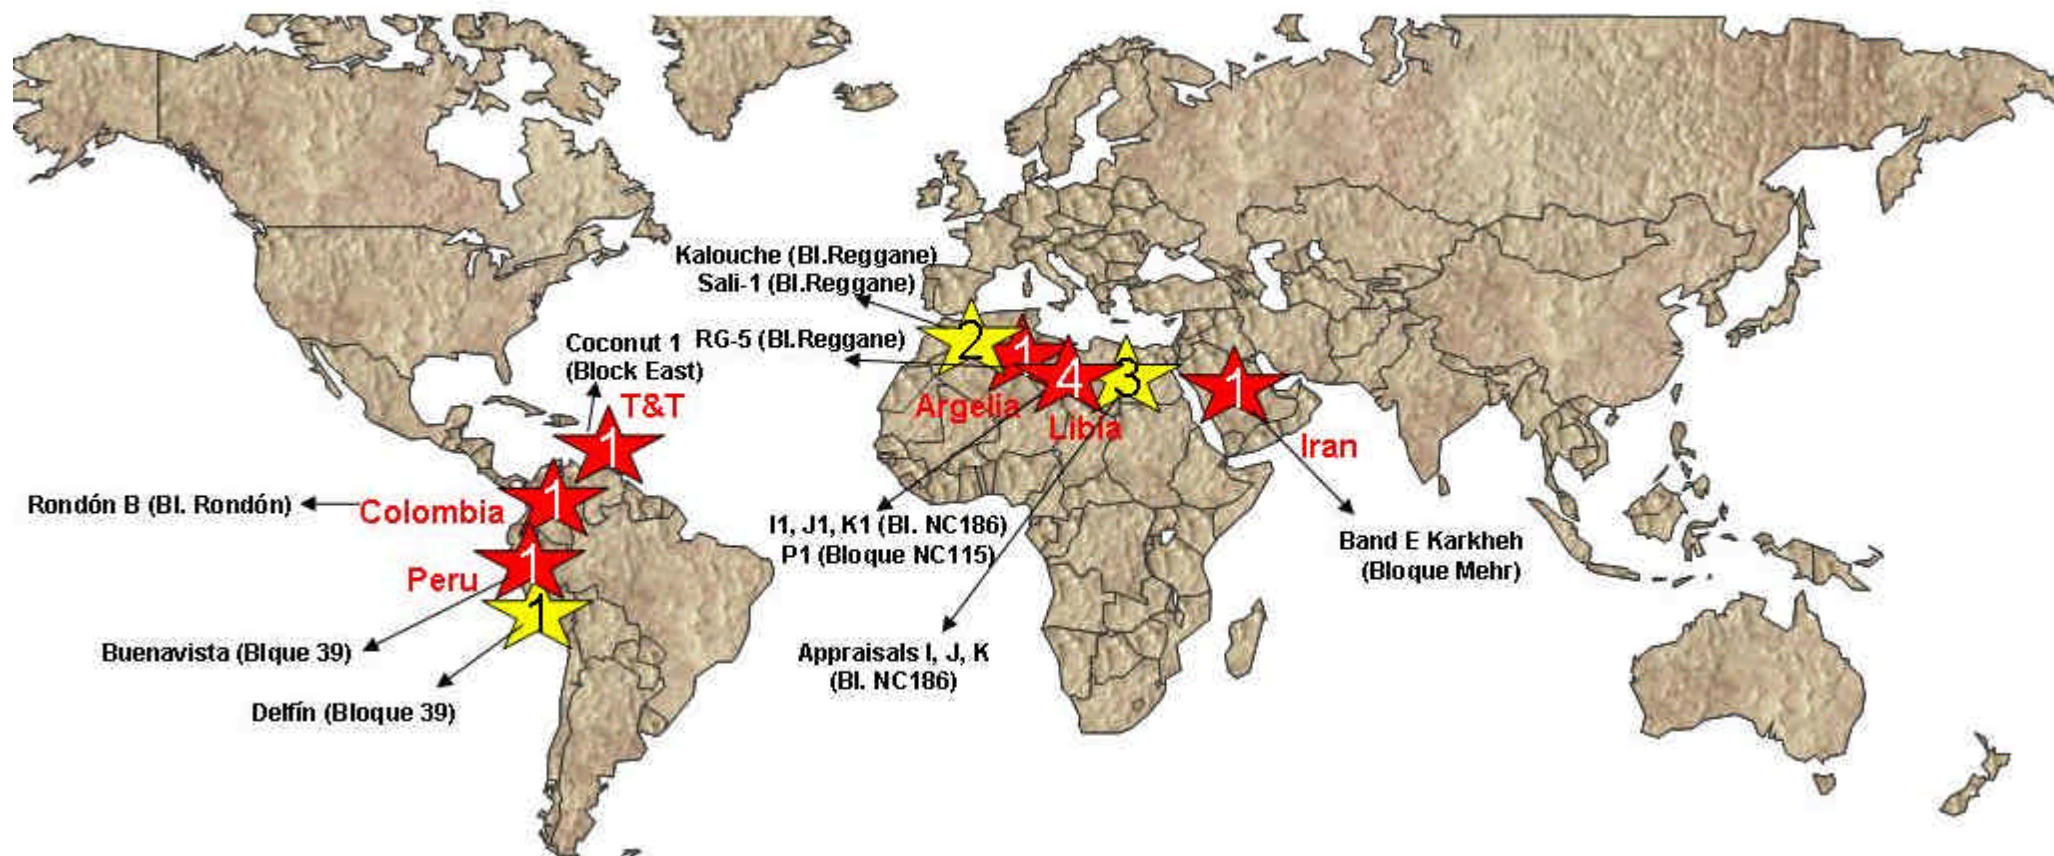 Kalouche (Bl.Reggane)
Sali-1 (Bl.Reggane)
2
RG-5 (Bl.Reggane)
1
4
3
1
Coconut 1
(Block East)
T&T
1
Argelia
Libia
Iran
Rondón B (Bl. Rondón)
Colombia
1
I1, J1, K1 (Bl. NC186)
P1 (Bloque NC115)
Band E Karkheh
(Bloque Mehr)
Peru
1
1
Buenavista (Blque 39)
Appraisals I, J, K
(Bl. NC186)
Delfín (Bloque 39)